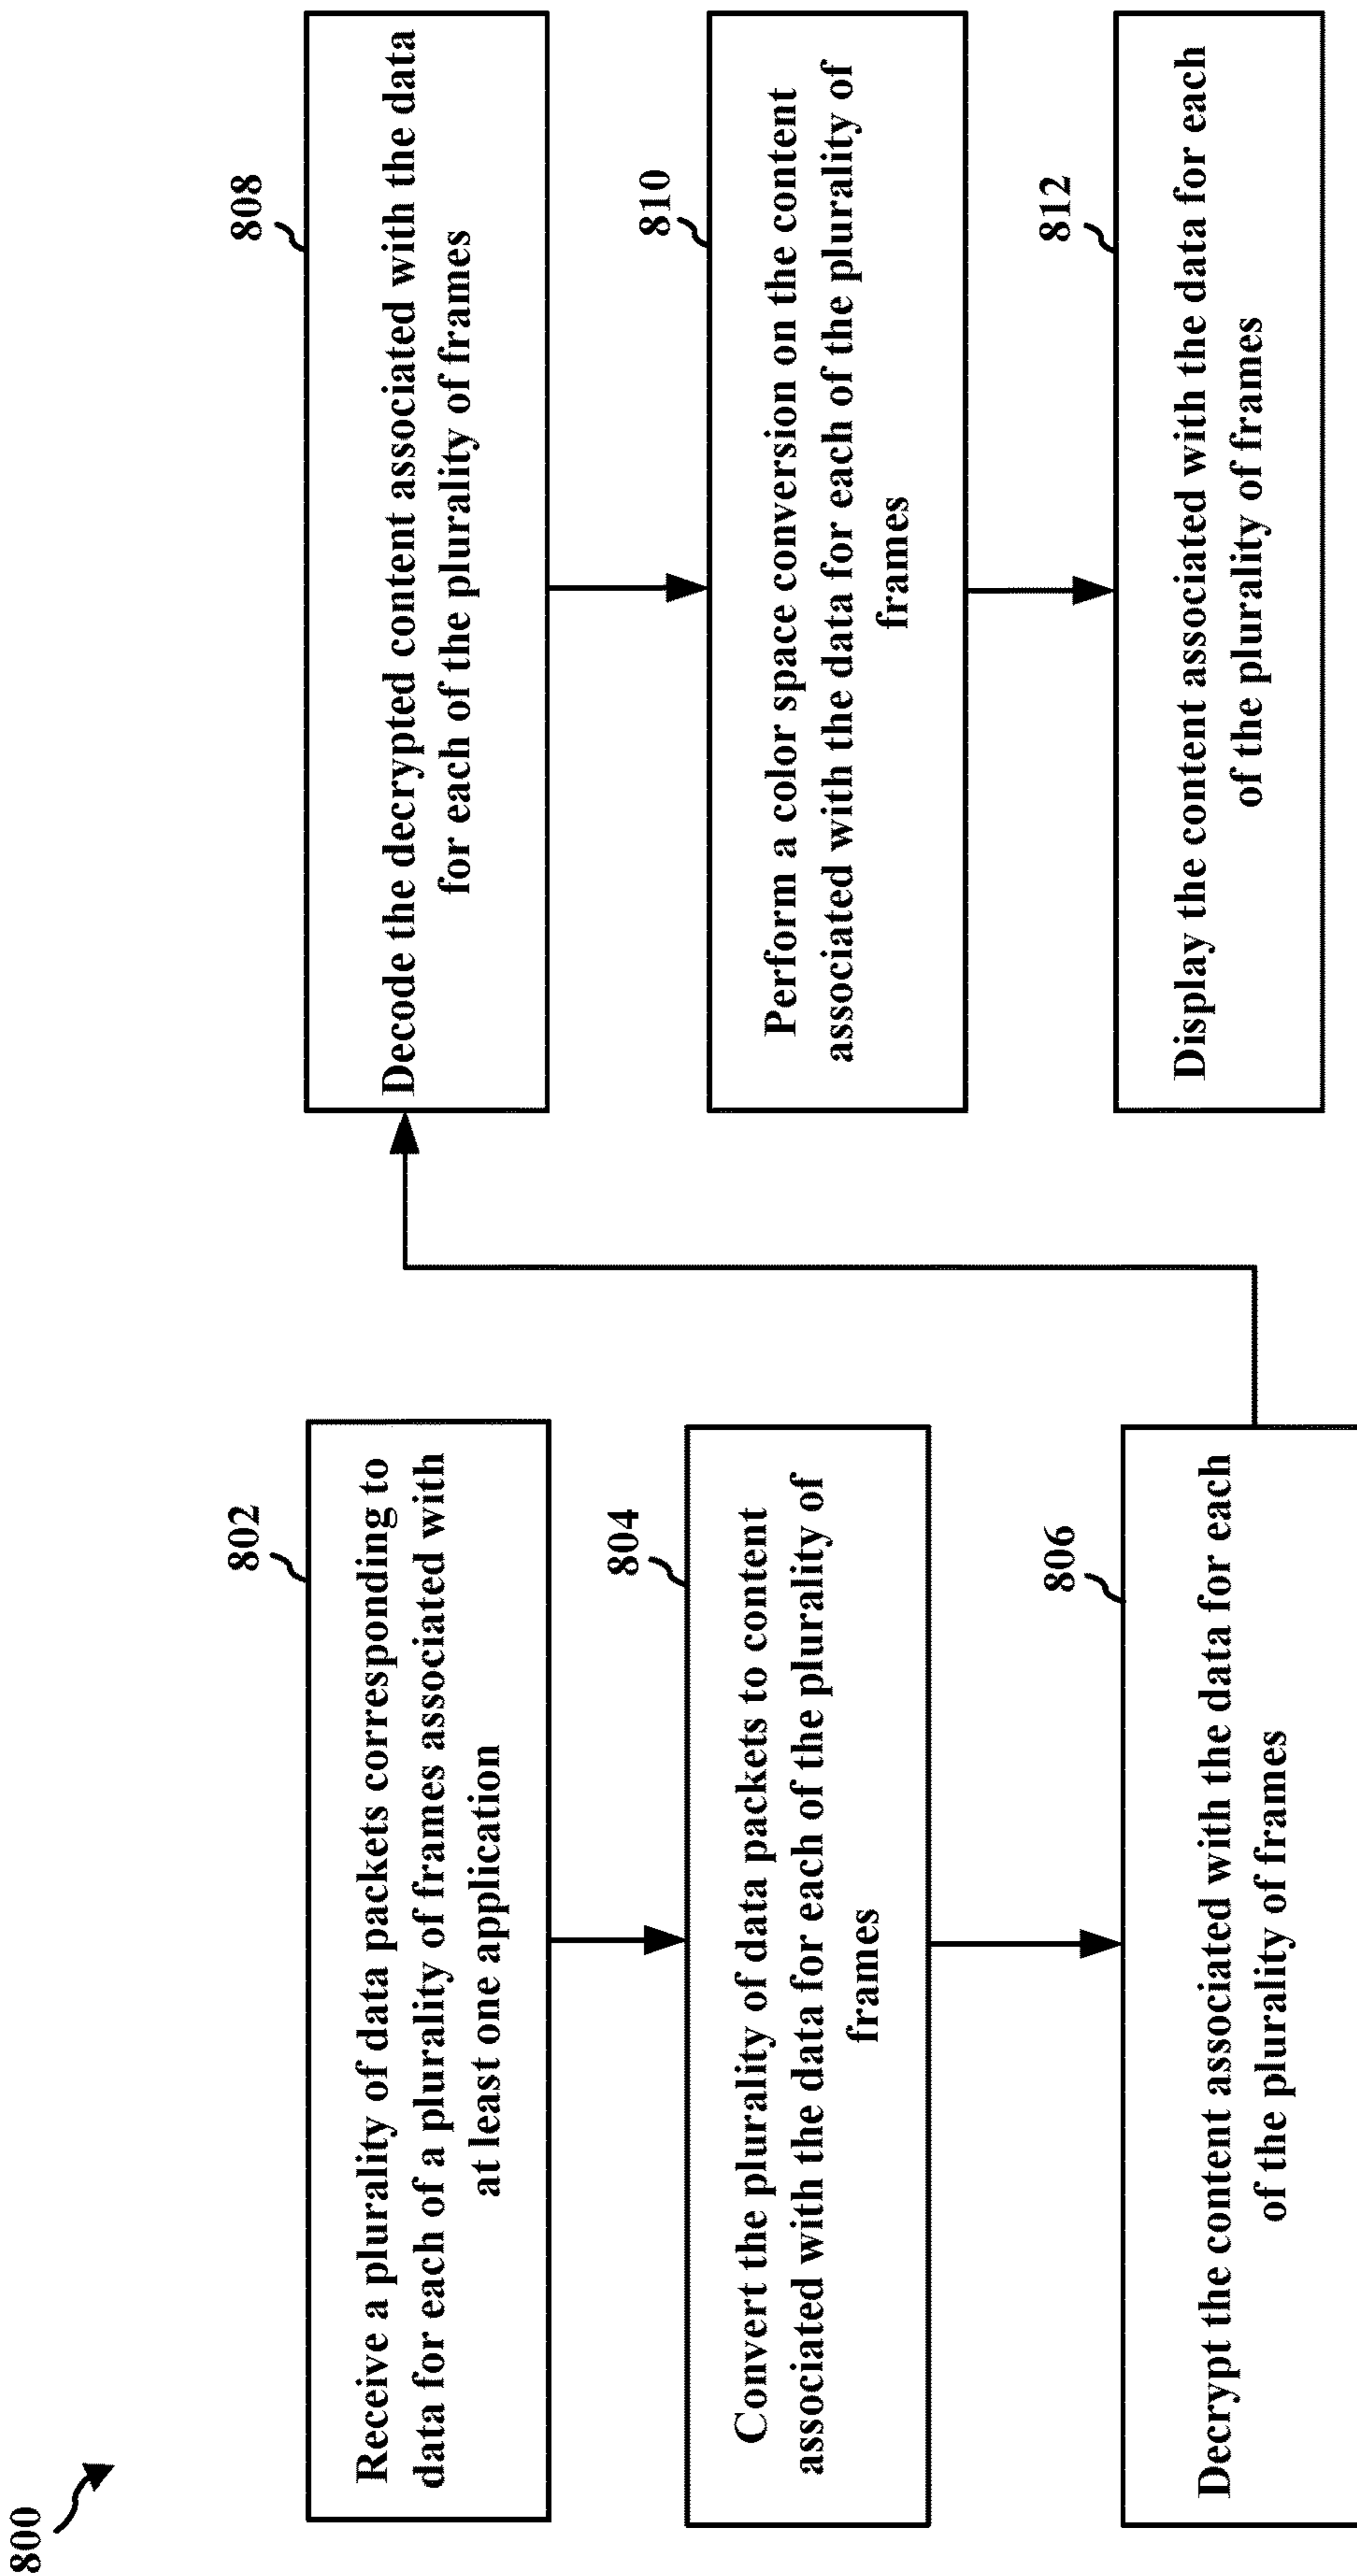 800
802
Receive a plurality of data packets corresponding to
data for each of a plurality of frames associated with
at least one application
804
Convert the plurality of data packets to content
associated with the data for each of the plurality of
frames
806
Decrypt the content associated with the data for each
of the plurality of frames
808
Decode the decrypted content associated with the data
for each of the plurality of frames
810
Perform a color space conversion on the content
associated with the data for each of the plurality of
frames
812
Display the content associated with the data for each
of the plurality of frames